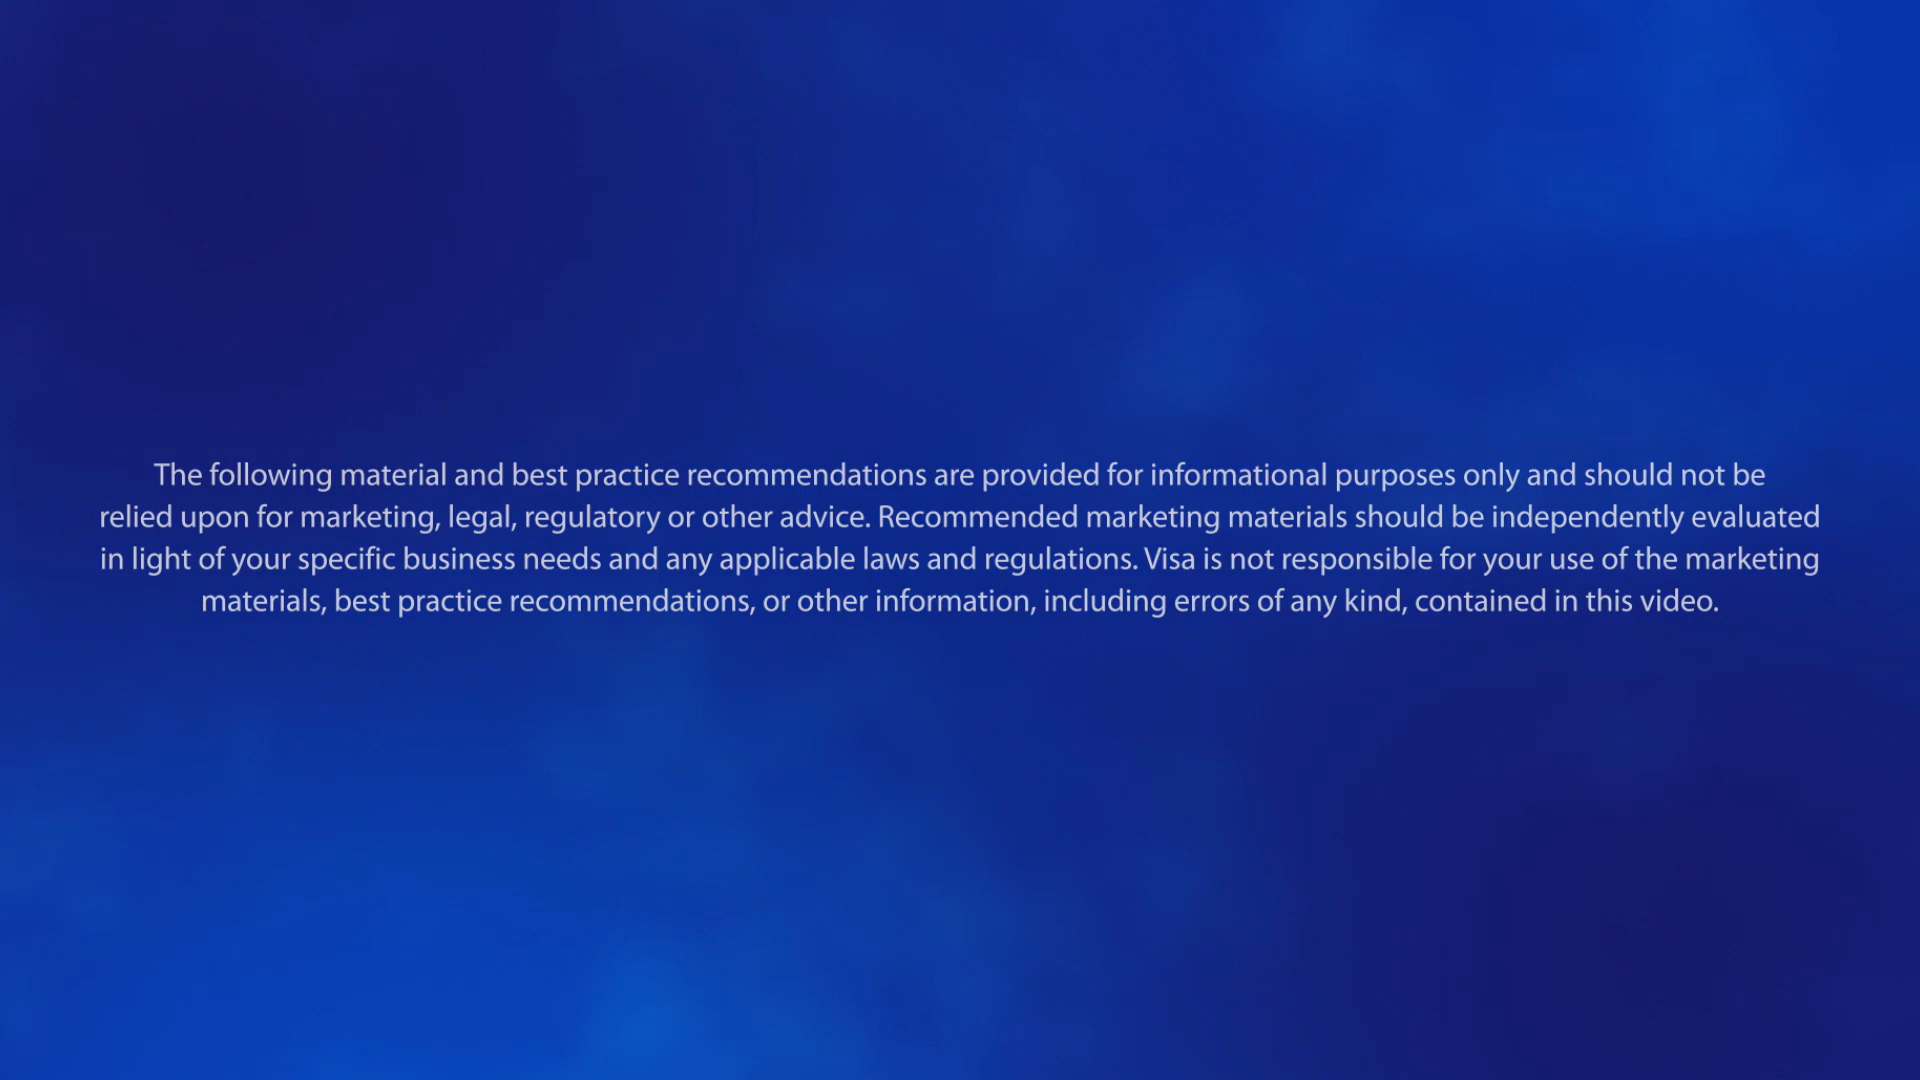 The following material and best practice recommendations are provided for informational purposes only and should not be
relied upon for marketing, legal, regulatory or other advice. Recommended marketing materials should be independently evaluated
in light of your specific business needs and any applicable laws and regulations. Visa is not responsible for your use of the marketing
materials, best practice recommendations, or other information, including errors of any kind, contained in this video.